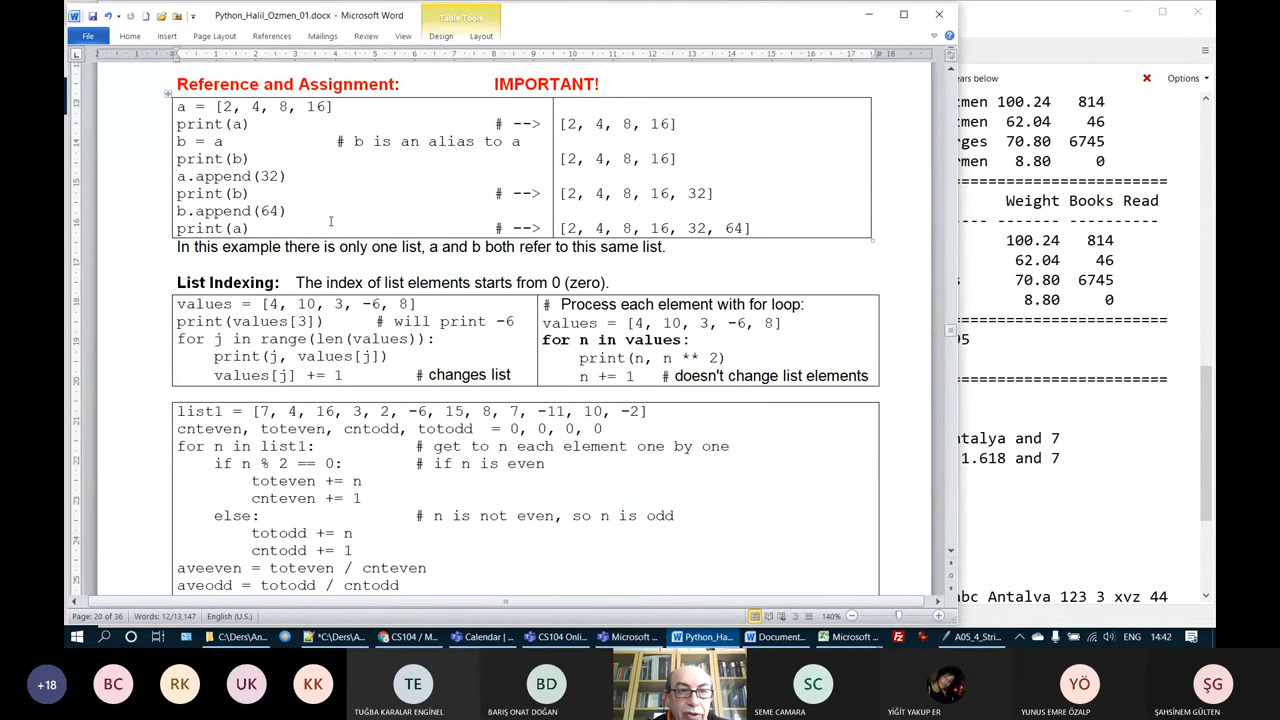 Python_Halil_Ozmen_01.docx - Microsoft Word
Table Tools
File Home Insert Page Layout References Mailings Review View Design Layout
Reference and Assignment: IMPORTANT!
a = [2, 4, 8, 16]
print(a) # --> [2, 4, 8, 16]
b = a # b is an alias to a
print(b) [2, 4, 8, 16]
a.append(32)
print(b) # --> [2, 4, 8, 16, 32]
b.append(64)
print(a) # --> [2, 4, 8, 16, 32, 64]
In this example there is only one list, a and b both refer to this same list.
List Indexing: The index of list elements starts from 0 (zero).
values = [4, 10, 3, -6, 8]
print(values[3]) # will print -6
for j in range(len(values)):
print(j, values[j])
values[j] += 1 # changes list
# Process each element with for loop:
values = [4, 10, 3, -6, 8]
for n in values:
print(n, n ** 2)
n += 1 # doesn't change list elements
list1 = [7, 4, 16, 3, 2, -6, 15, 8, 7, -11, 10, -2]
cnteven, toteven, cntodd, totodd = 0, 0, 0, 0
for n in list1: # get to n each element one by one
if n % 2 == 0: # if n is even
toteven += n
cnteven += 1
else: # n is not even, so n is odd
totodd += n
cntodd += 1
aveeven = toteven / cnteven
aveodd = totodd / cntodd
Page: 20 of 36 Words: 12/13,147 English (U.S.) 140%
ears below Options
zmen 100.24 814
zmen 62.04 46
rges 70.80 6745
rmen 8.80 0
===========================
Weight Books Read
100.24 814
62.04 46
s 70.80 6745
8.80 0
===========================
05
===========================
ntalya and 7
1.618 and 7
abc Antalya 123 3 xyz 44
C:\Ders\An... *C:\Ders/... CS104 / M... Calendar | ... CS104 Onli... Microsoft ... Python_Ha... Document... Microsoft ... A05_4_Stri... ENG 14:42
+18 BC RK UK KK TE BD SC YÖ ŞG
TUĞBA KARALAR ENGİNEL BARIŞ ONAT DOĞAN SEME CAMARA YİĞİT YAKUP ER YUNUS EMRE ÖZALP ŞAHSİNEM GÜLTEN